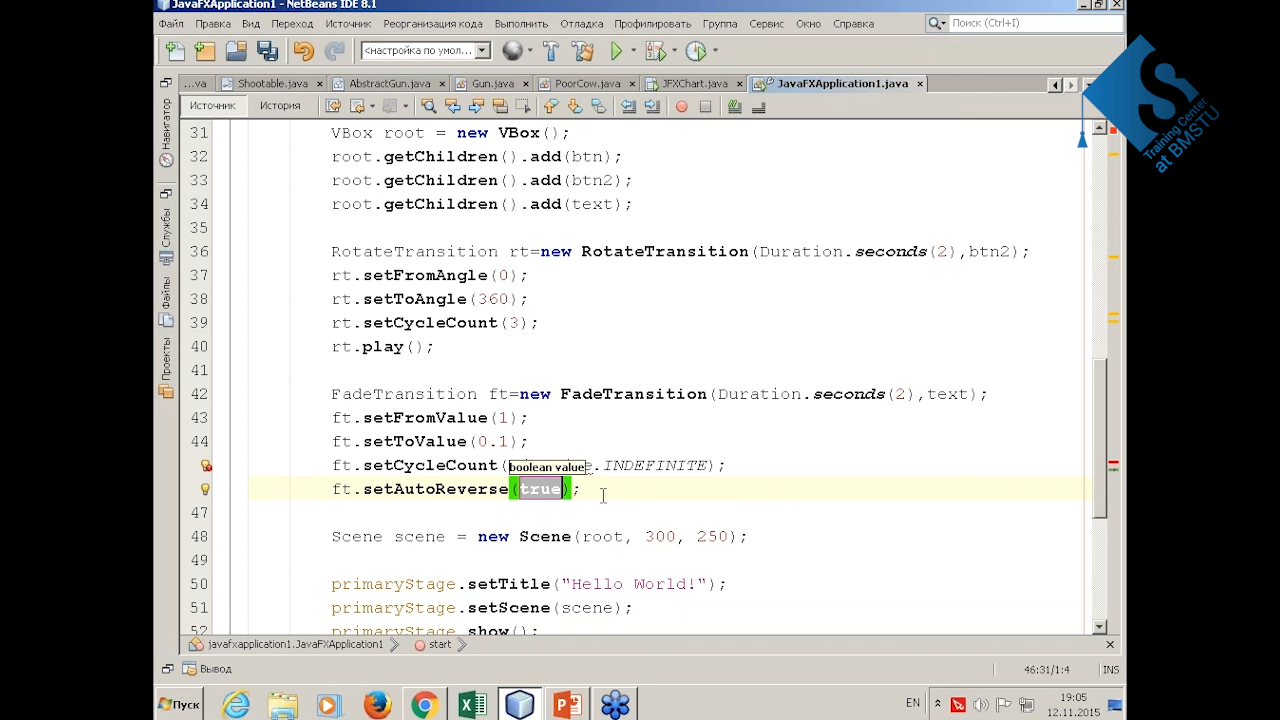 JavaFXApplication1 - NetBeans IDE 8.1
Файл Правка Вид Переход Источник Реорганизация кода Выполнить Отладка Профилировать Группа Сервис Окно Справка
Поиск (Ctrl+I)
<настройка по умол...
...va Shootable.java AbstractGun.java Gun.java PoorCow.java JFXChart.java JavaFXApplication1.java
Источник История
Training Center
at BMSTU
Навигатор
Службы
Файлы
Проекты
31 VBox root = new VBox();
32 root.getChildren().add(btn);
33 root.getChildren().add(btn2);
34 root.getChildren().add(text);
35
36 RotateTransition rt=new RotateTransition(Duration.seconds(2),btn2);
37 rt.setFromAngle(0);
38 rt.setToAngle(360);
39 rt.setCycleCount(3);
40 rt.play();
41
42 FadeTransition ft=new FadeTransition(Duration.seconds(2),text);
43 ft.setFromValue(1);
44 ft.setToValue(0.1);
ft.setCycleCount( .INDEFINITE);
boolean value
ft.setAutoReverse(true);
47
48 Scene scene = new Scene(root, 300, 250);
49
50 primaryStage.setTitle("Hello World!");
51 primaryStage.setScene(scene);
52 primaryStage.show();
javafxapplication1.JavaFXApplication1 start
Вывод
46:31/1:4 INS
Пуск
EN
19:05
12.11.2015